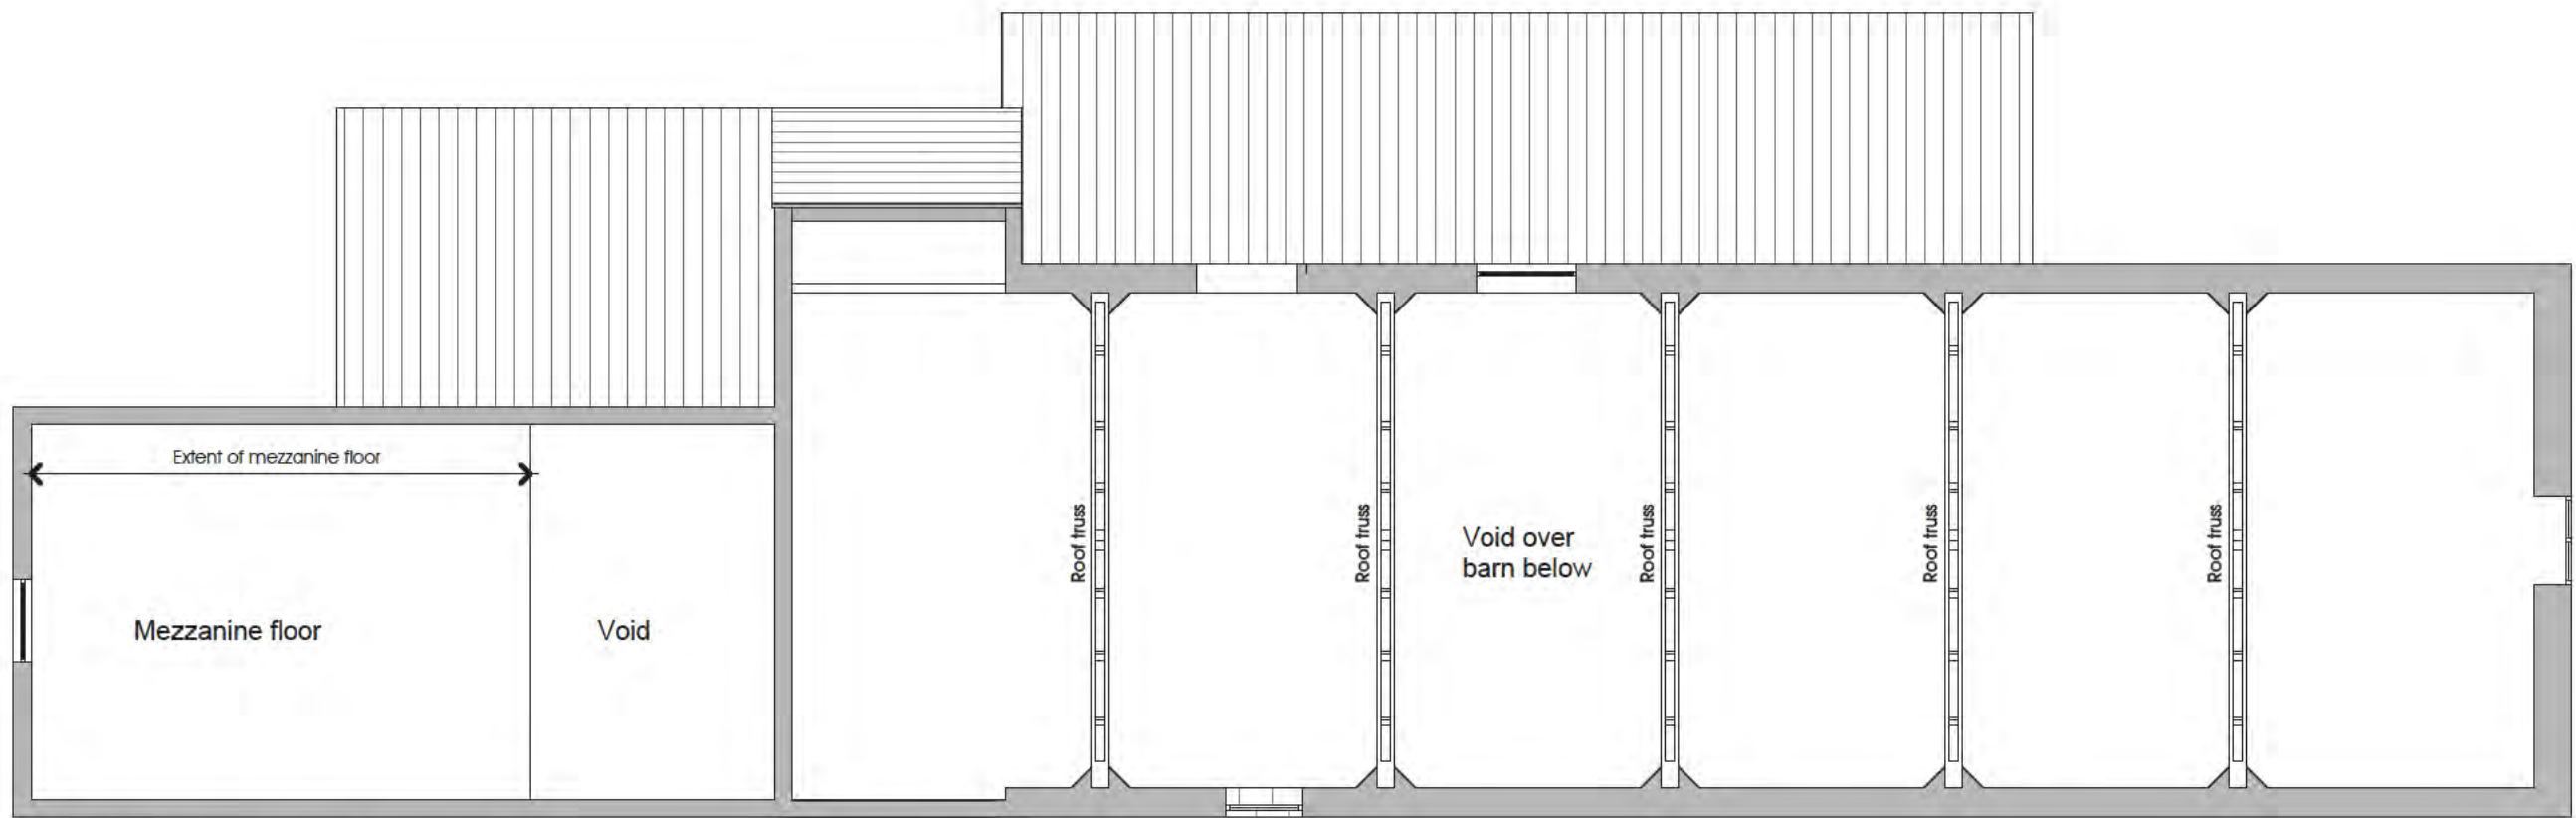 Extent of mezzanine floor
Mezzanine floor
Void
Roof truss
Roof truss
Void over
barn below
Roof truss
Roof truss
Roof truss